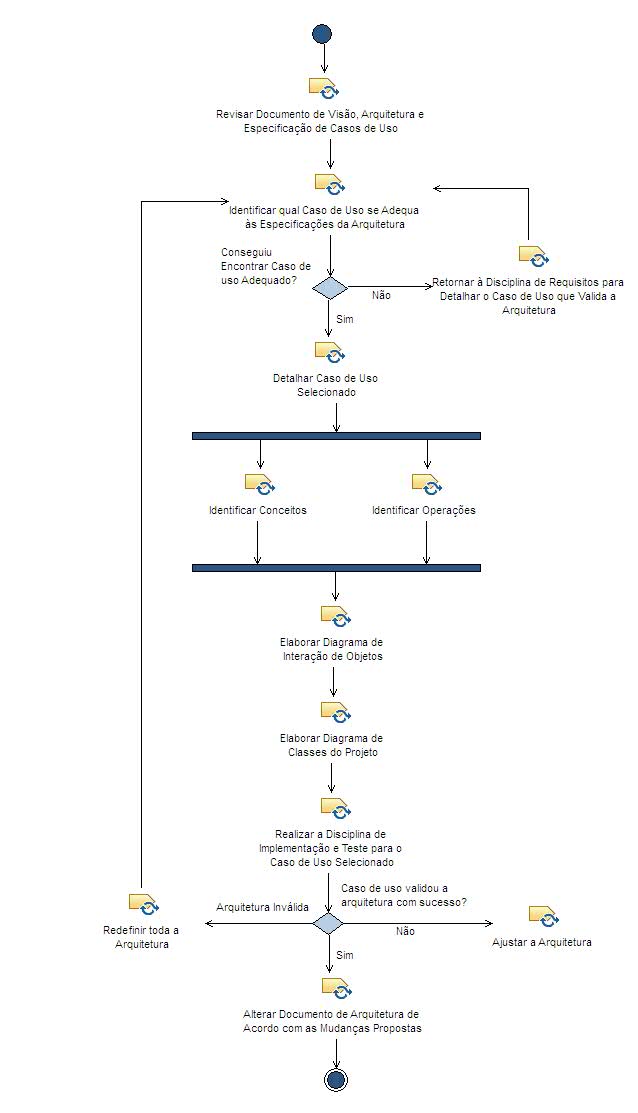 Revisar Documento de Visão, Arquitetura e
Especificação de Casos de Uso
Identificar qual Caso de Uso se Adequa
às Especificações da Arquitetura
Conseguiu
Encontrar Caso de
uso Adequado?
Não
Retornar à Disciplina de Requisitos para
Detalhar o Caso de Uso que Valida a
Arquitetura
Sim
Detalhar Caso de Uso
Selecionado
Identificar Conceitos
Identificar Operações
Elaborar Diagrama de
Interação de Objetos
Elaborar Diagrama de
Classes do Projeto
Realizar a Disciplina de
Implementação e Teste para o
Caso de Uso Selecionado
Caso de uso validou a
arquitetura com sucesso?
Arquitetura Inválida
Não
Redefinir toda a
Arquitetura
Ajustar a Arquitetura
Sim
Alterar Documento de Arquitetura de
Acordo com as Mudanças Propostas